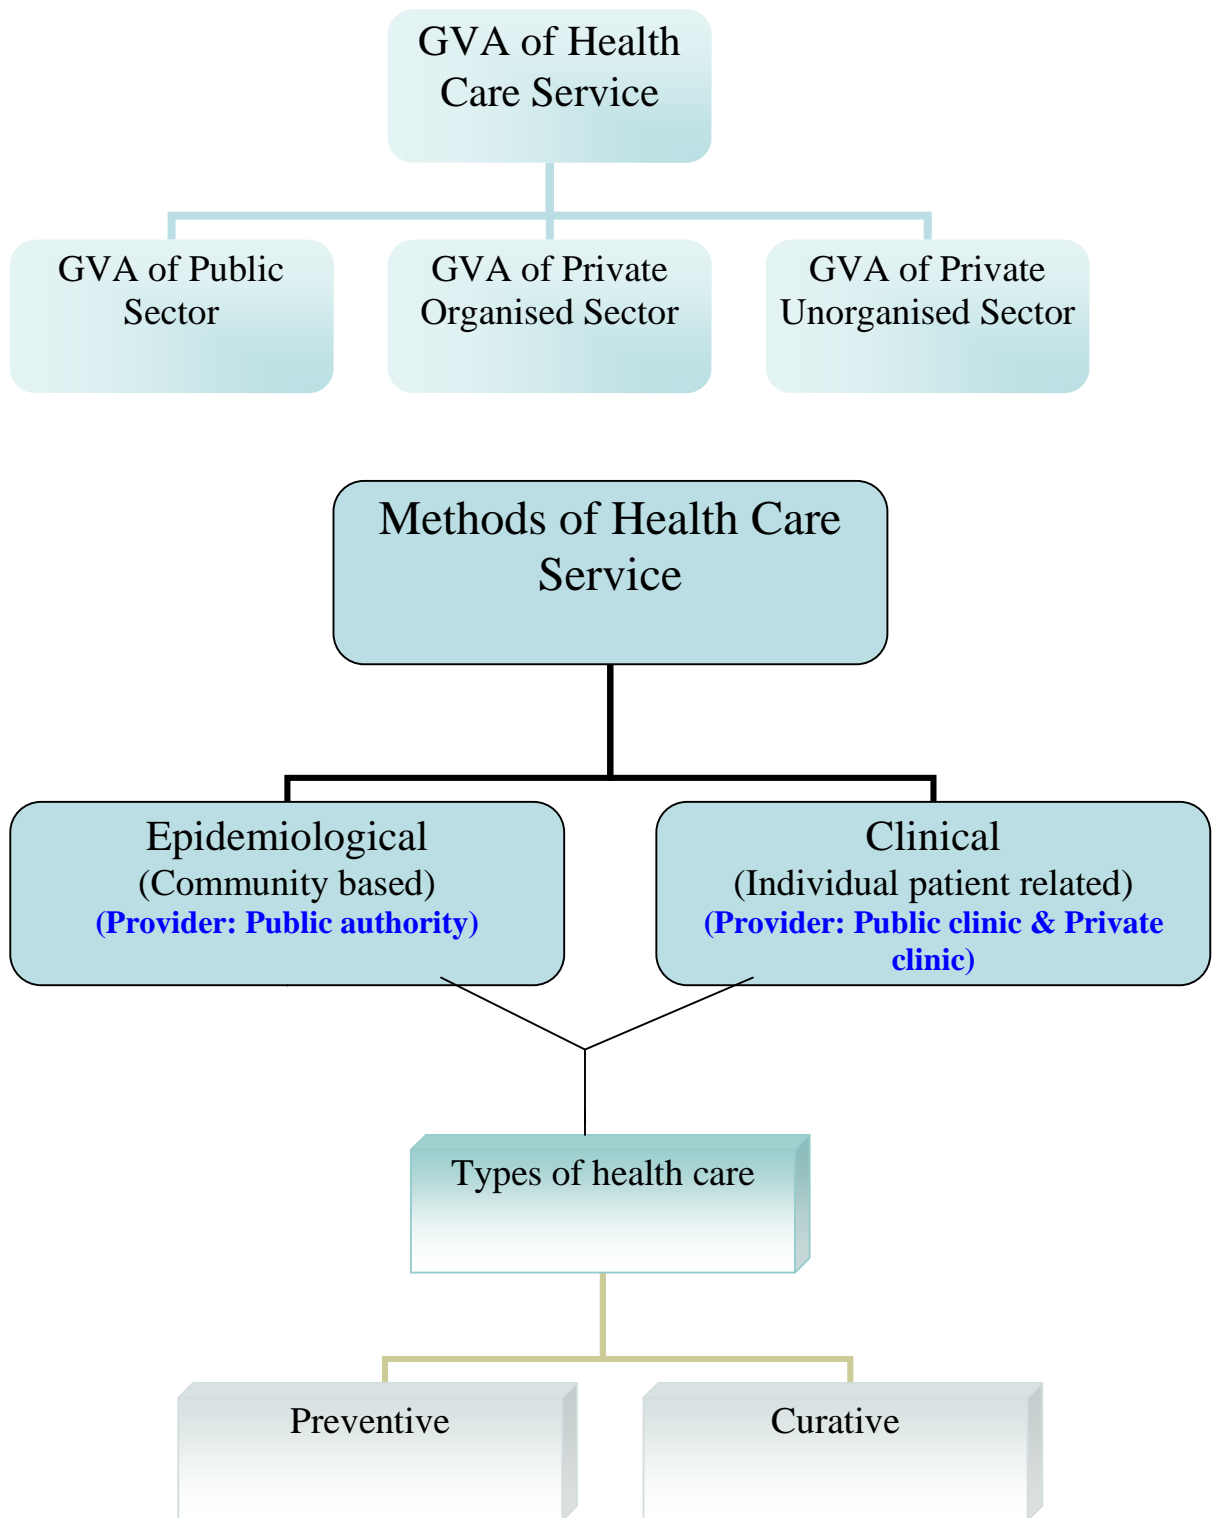 GVA of Health
Care Service
GVA of Public
Sector
GVA of Private
Organised Sector
GVA of Private
Unorganised Sector
Methods of Health Care
Service
Epidemiological
(Community based)
(Provider: Public authority)
Clinical
(Individual patient related)
(Provider: Public clinic & Private
clinic)
Types of health care
Preventive
Curative